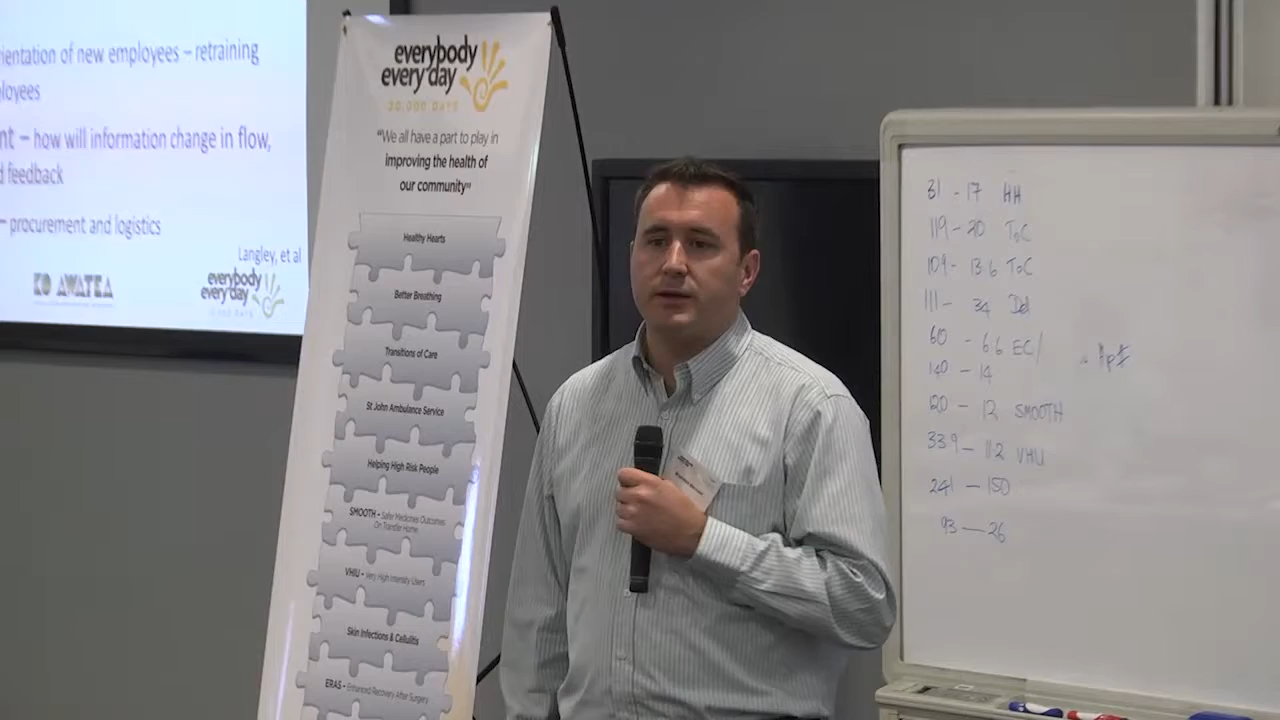 rientation of new employees – retraining
ployees
nt – how will information change in flow,
d feedback
– procurement and logistics
Langley, et al
KO AWATEA
everybody
every day
everybody
every day
20,000 DAYS
"We all have a part to play in
improving the health of
our community"
Healthy Hearts
Better Breathing
Transitions of Care
St John Ambulance Service
Helping High Risk People
SMOOTH – Safer Medicines Outcomes
On Transfer Home
VHIU – Very High Intensity Users
Skin Infections & Cellulitis
ERAS – Enhanced Recovery After Surgery
31 - 17 HH
119 - 20 ToC
109 - 13.6 ToC
111 - 34 Del
60 - 6.6 EC/
140 - 14
120 - 12 SMOOTH
339 - 112 VHU
241 - 150
93 - 26